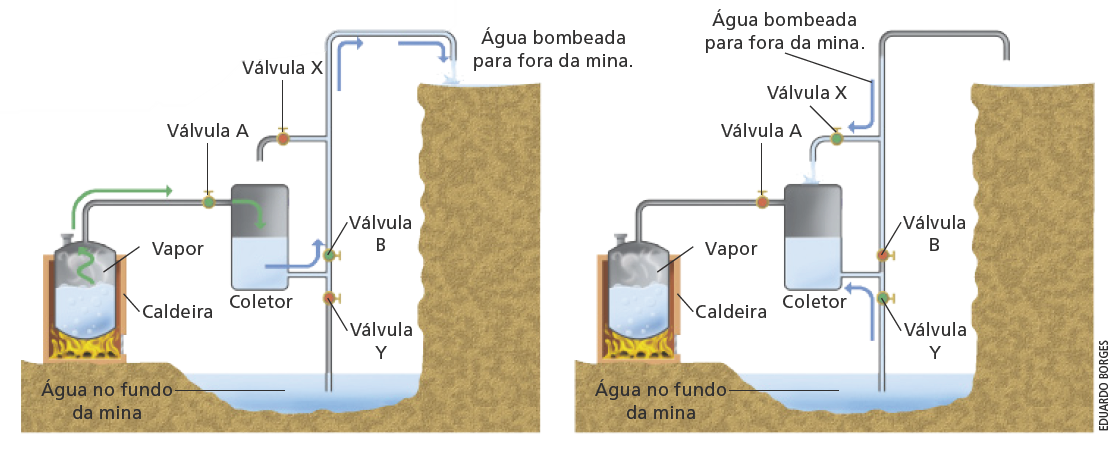 Água bombeada
para fora da mina.
Válvula X
Válvula A
Válvula
B
Vapor
Coletor
Caldeira
Válvula
Y
Água no fundo
da mina
Água bombeada
para fora da mina.
Válvula X
Válvula A
Válvula
B
Vapor
Coletor
Caldeira
Válvula
Y
Água no fundo
da mina
EDUARDO BORGES